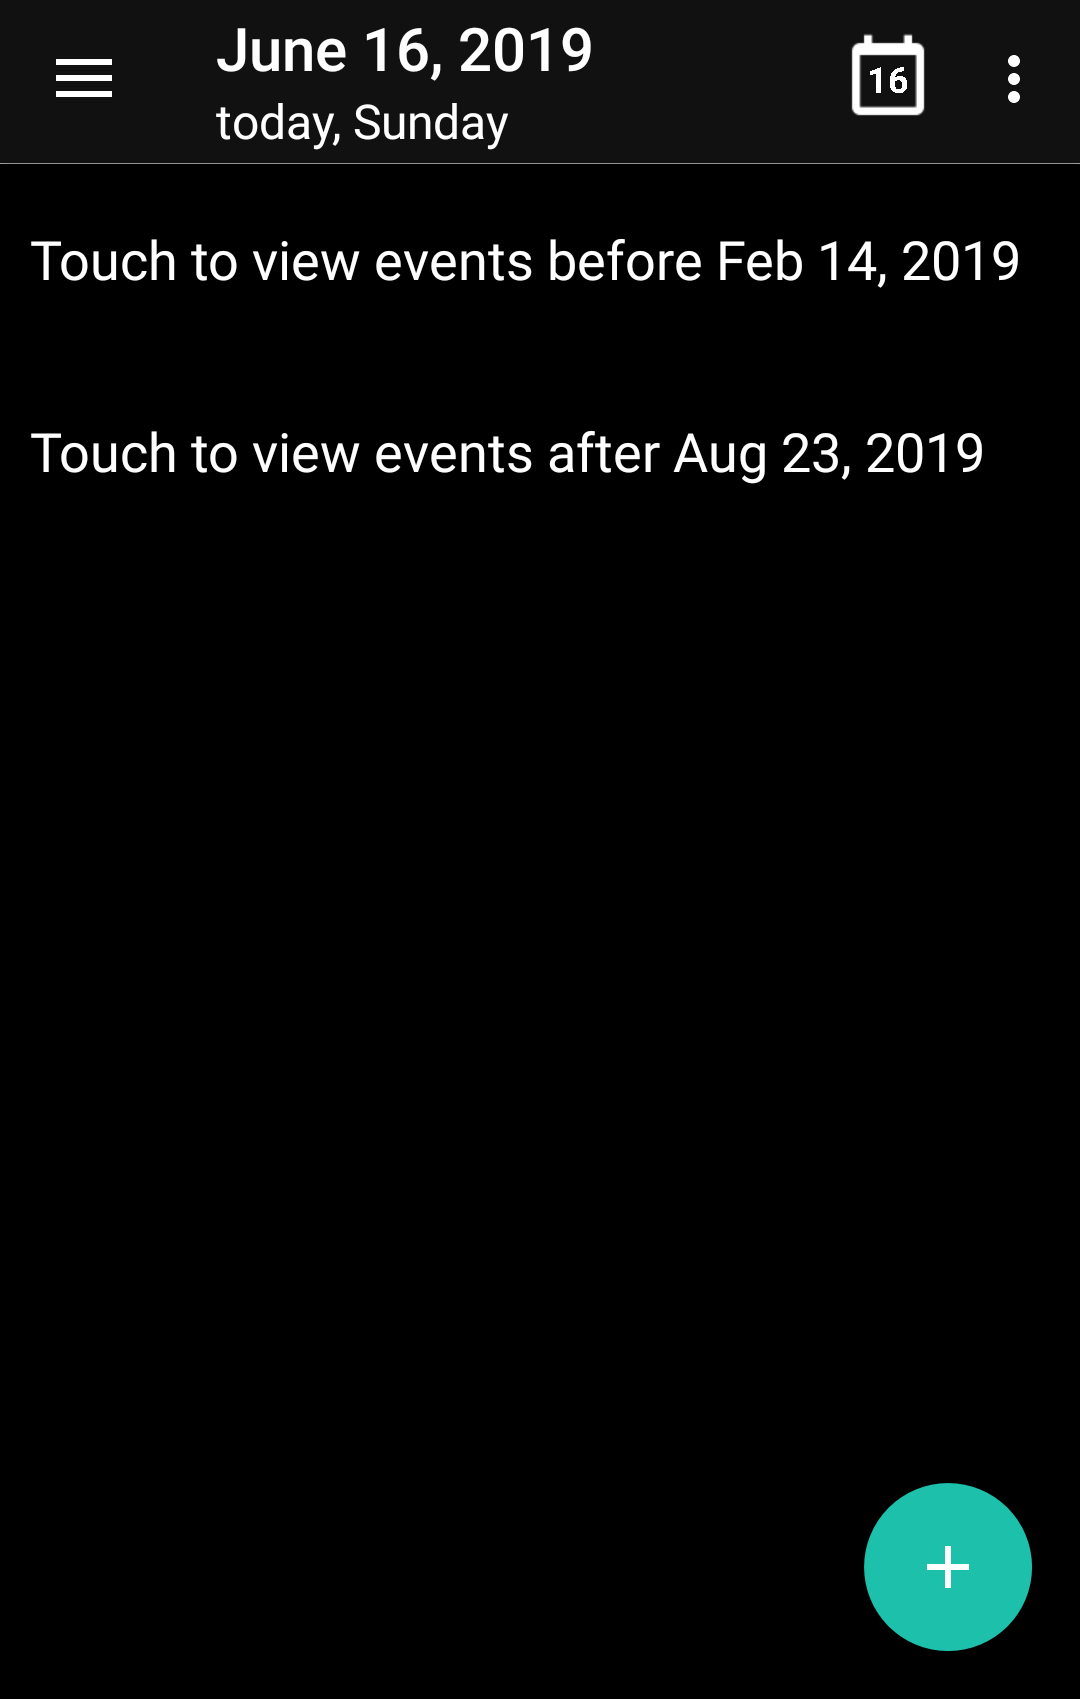 June 16, 2019
today, Sunday
16
Touch to view events before Feb 14, 2019
Touch to view events after Aug 23, 2019